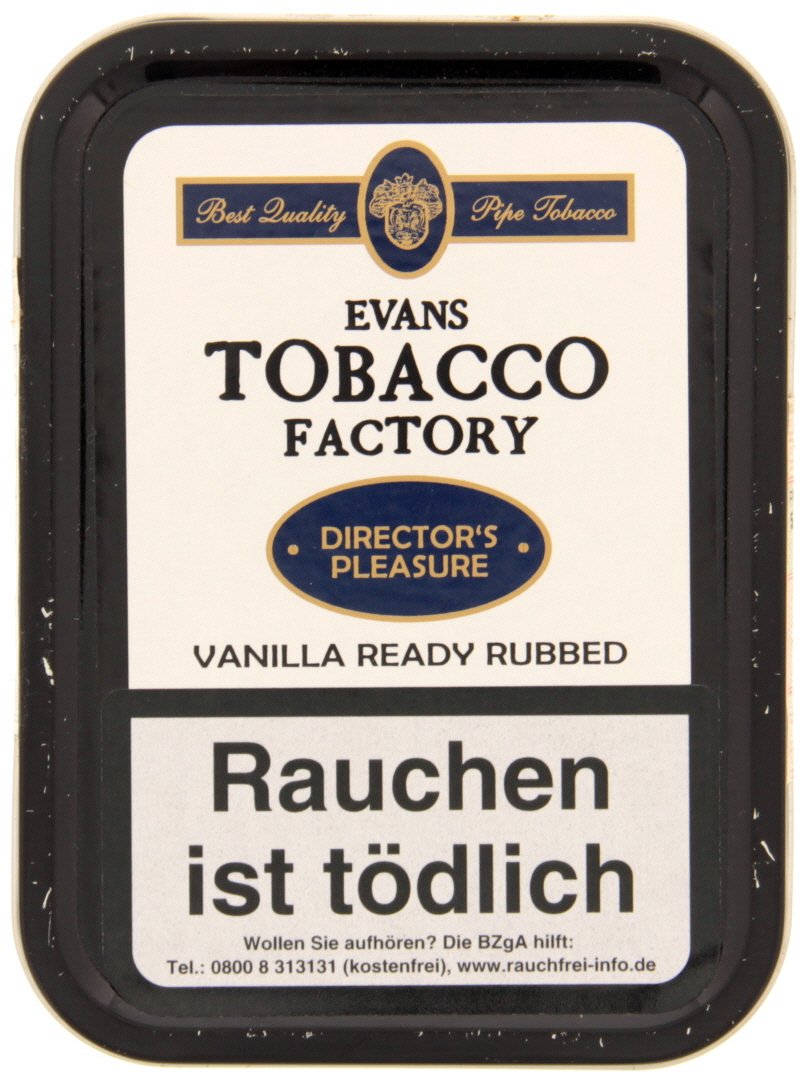 Best Quality Pipe Tobacco
EVANS
TOBACCO
FACTORY
DIRECTOR'S
PLEASURE
VANILLA READY RUBBED
Rauchen
ist tödlich
Wollen Sie aufhören? Die BZgA hilft:
Tel.: 0800 8 313131 (kostenfrei), www.rauchfrei-info.de